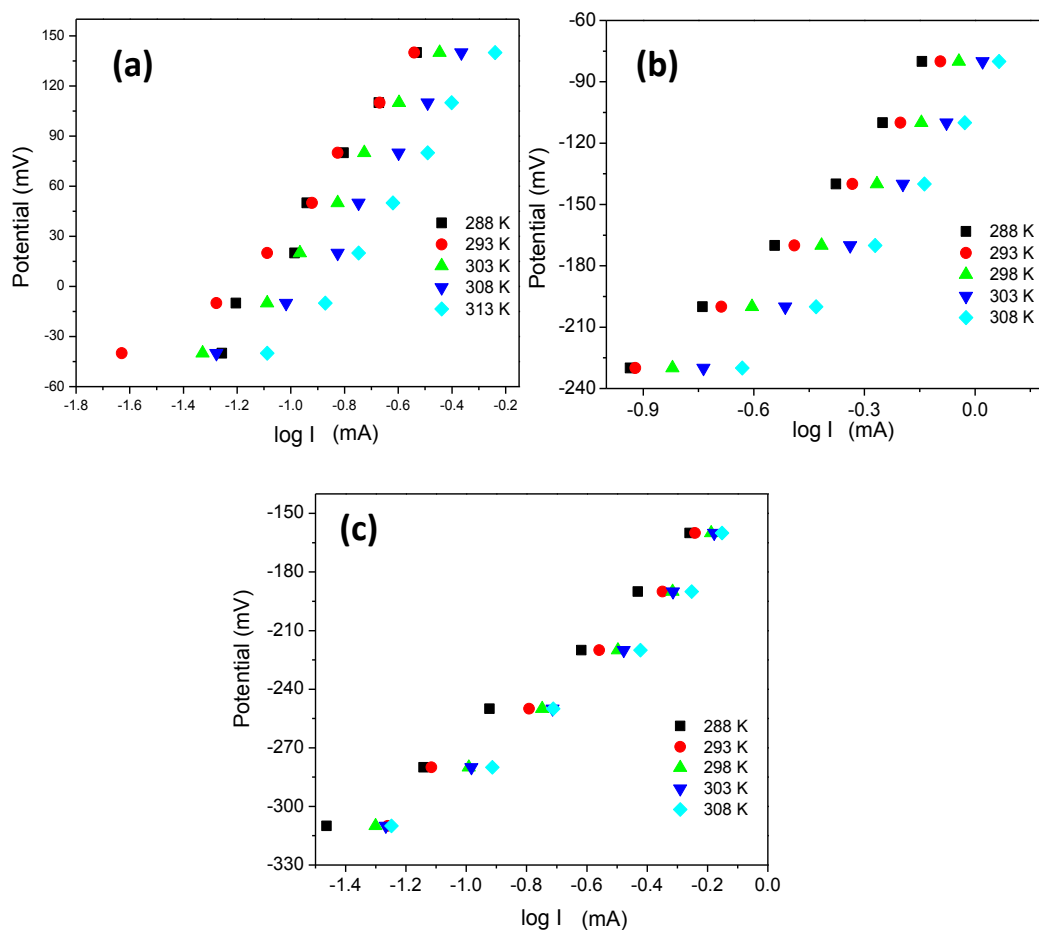 (a)
150
120
90
60
30
0
-30
-60
Potential (mV)
288 K
293 K
303 K
308 K
313 K
-1.8 -1.6 -1.4 -1.2 -1.0 -0.8 -0.6 -0.4 -0.2
log I (mA)
(b)
-60
-80
-120
-160
-200
-240
Potential (mV)
288 K
293 K
298 K
303 K
308 K
-0.9 -0.6 -0.3 0.0
log I (mA)
(c)
-150
-180
-210
-240
-270
-300
-330
Potential (mV)
288 K
293 K
298 K
303 K
308 K
-1.4 -1.2 -1.0 -0.8 -0.6 -0.4 -0.2 0.0
log I (mA)